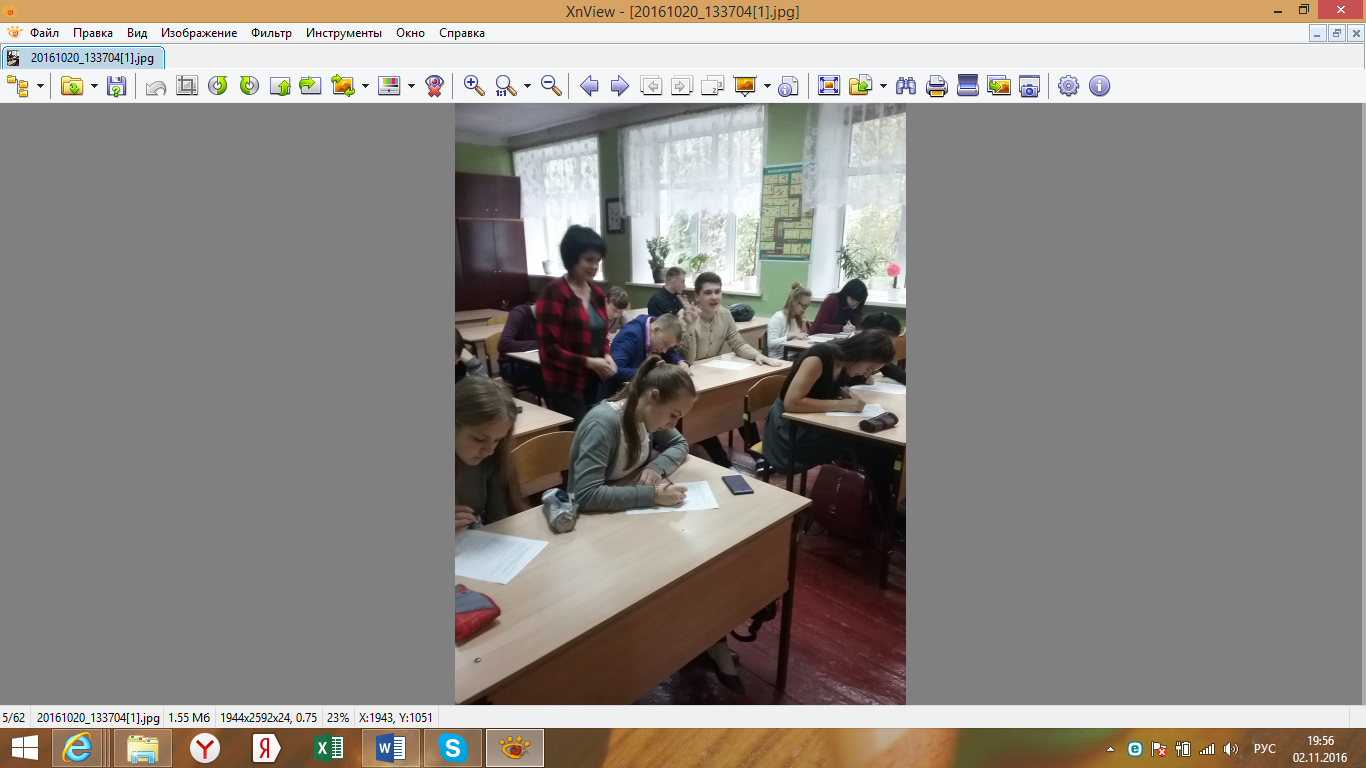 XnView - [20161020_133704[1].jpg]
Файл Правка Вид Изображение Фильтр Инструменты Окно Справка
20161020_133704[1].jpg
5/62 20161020_133704[1].jpg 1.55 Мб 1944x2592x24, 0.75 23% X:1943, Y:1051
РУС
19:56
02.11.2016